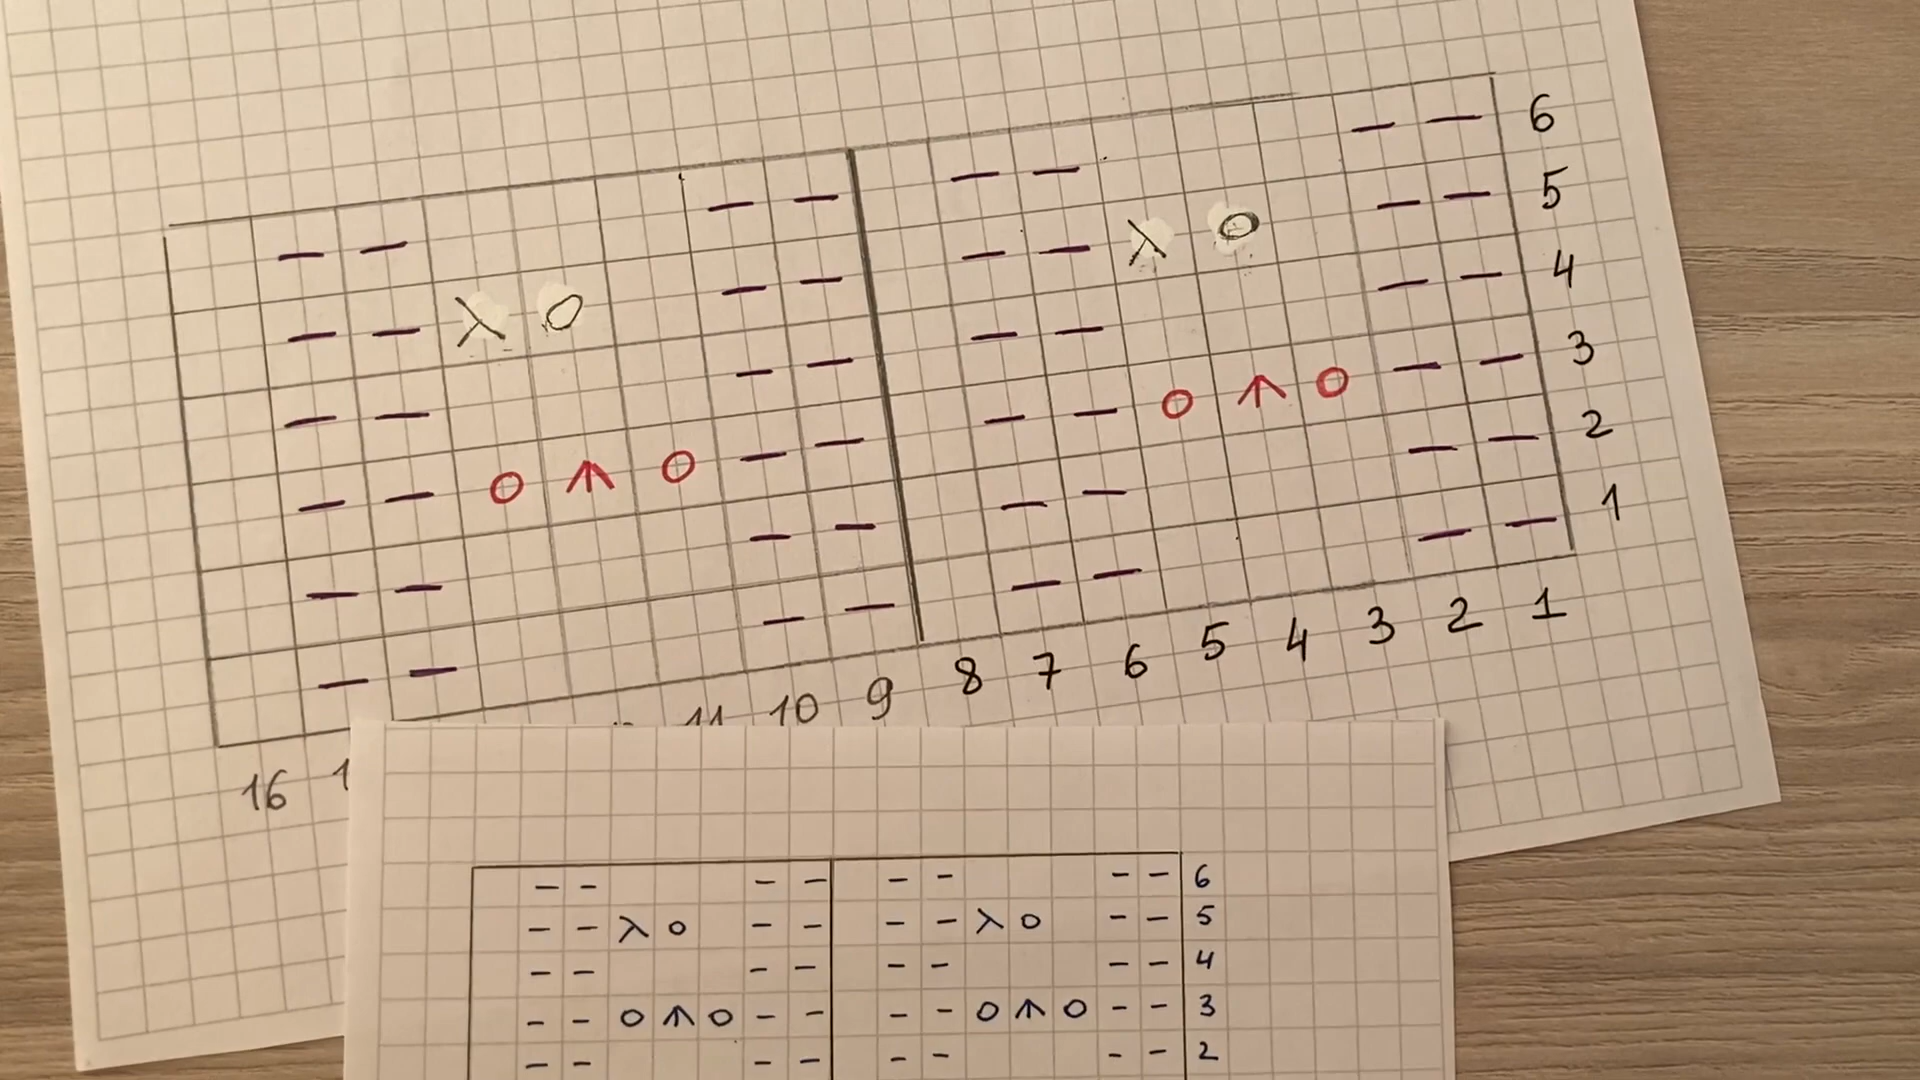 — — — — — — — — 6
— — λ O — — — — λ O — — 5
— — — — — — — — 4
— — O ↑ O — — — — O ↑ O — — 3
— — — — — — — — 2
— — — — — — — — 1
16 11 10 9 8 7 6 5 4 3 2 1
- - - - - - - - 6
- - λ O - - - - λ O - - 5
- - - - - - - - 4
- - O ↑ O - - - - O ↑ O - - 3
- - - - - - - - 2